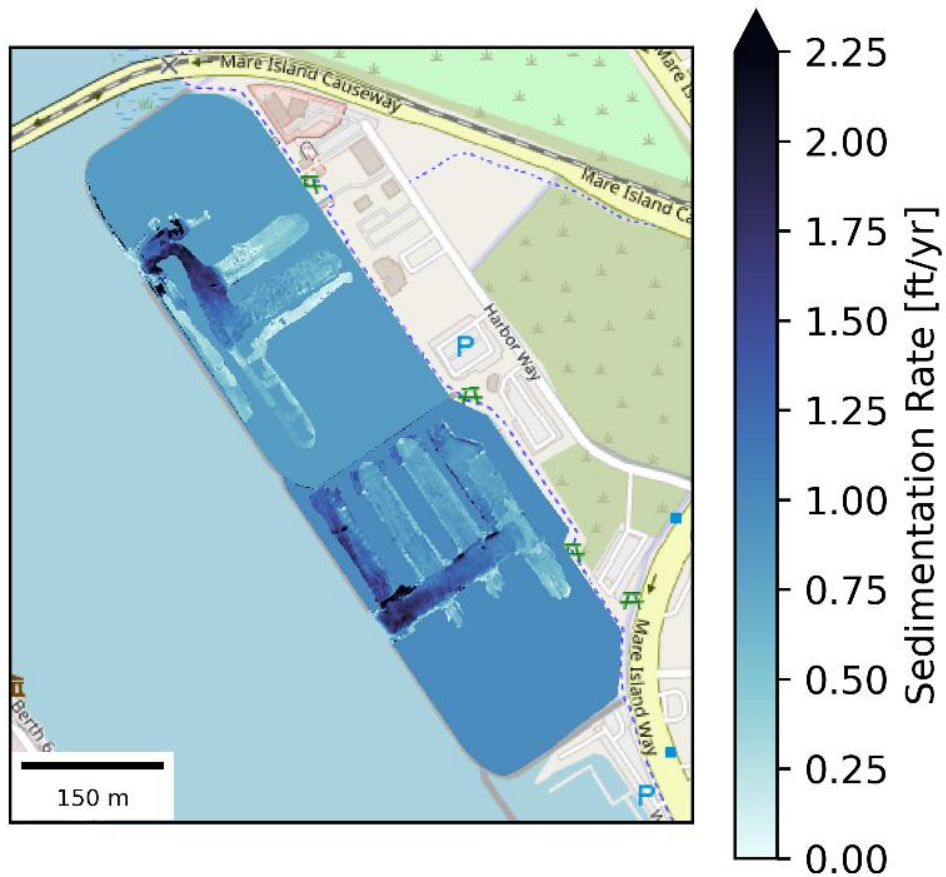 Mare Island Causeway
Mare Is
Mare Island Ca
Harbor Way
P
Mare Island Way
Berth 6
150 m
P
W
2.25
2.00
1.75
1.50
1.25
1.00
0.75
0.50
0.25
0.00
Sedimentation Rate [ft/yr]